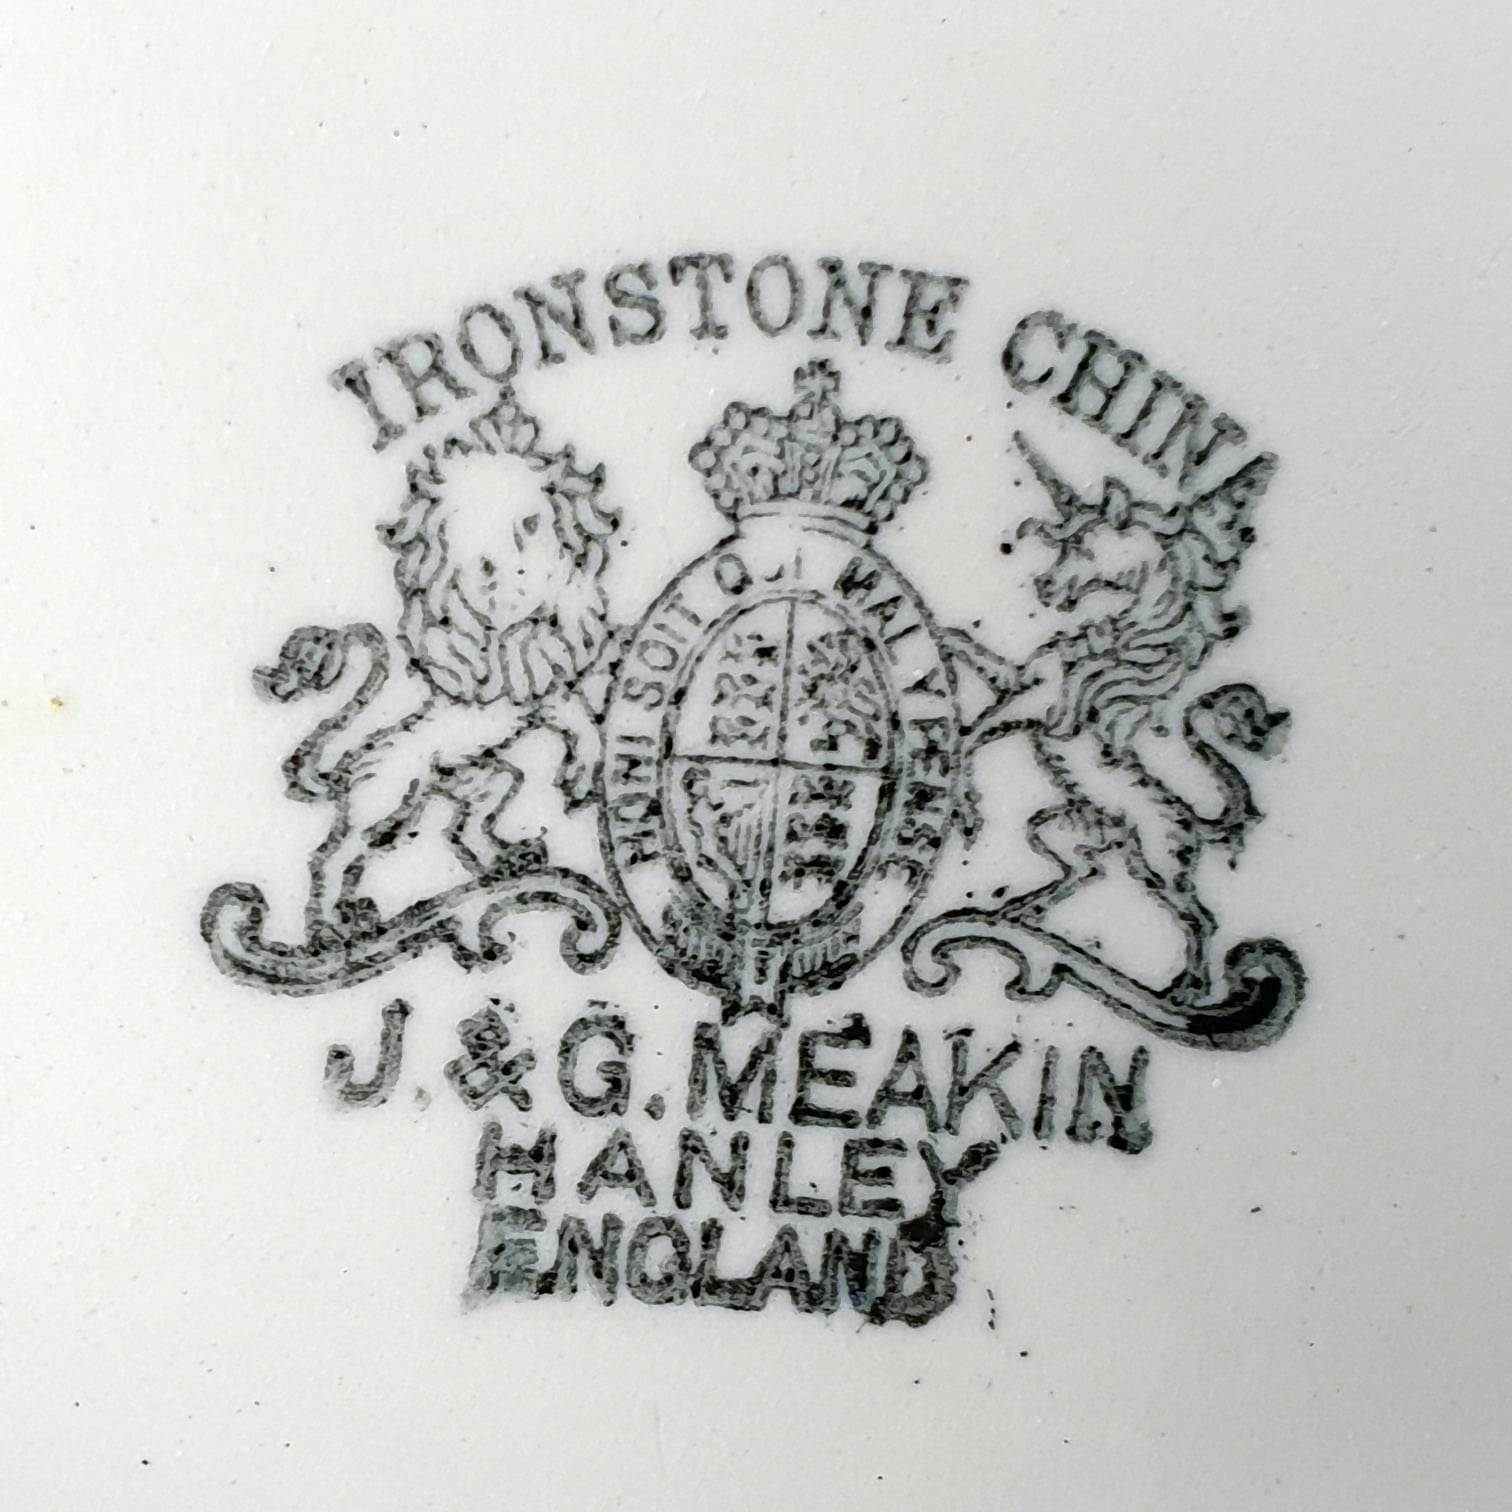 IRONSTONE CHINA
HONI SOIT QUI MAL Y PENSE
J. & G. MEAKIN
HANLEY
ENGLAND